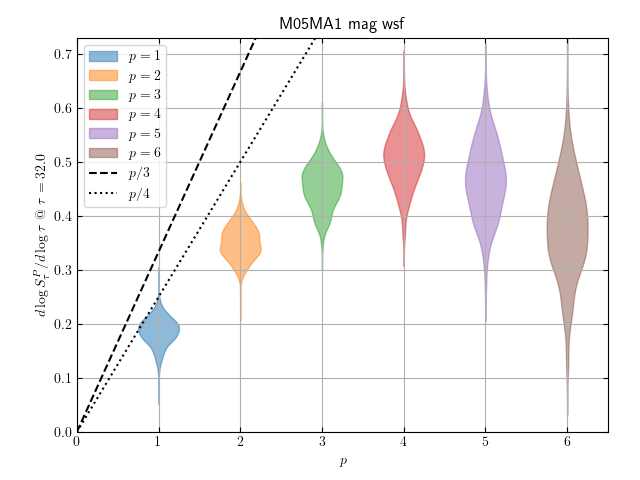 M05MA1 mag wsf
d log S_τ^P / d log τ @ τ = 32.0
0.7
0.6
0.5
0.4
0.3
0.2
0.1
0.0
p = 1
p = 2
p = 3
p = 4
p = 5
p = 6
p/3
p/4
0 1 2 3 4 5 6
p